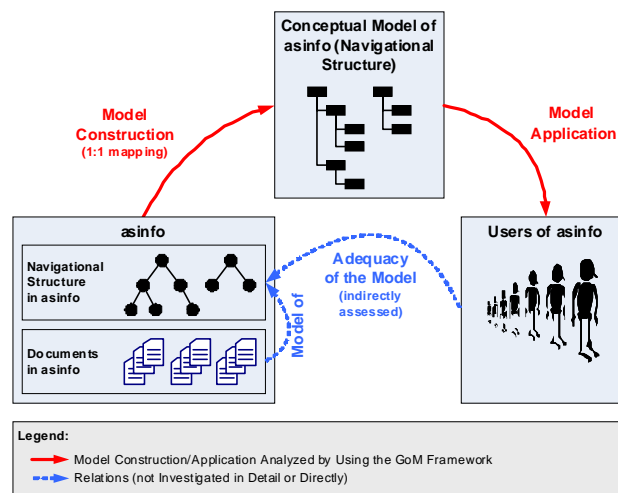 Conceptual Model of
asinfo (Navigational
Structure)
Model
Construction
(1:1 mapping)
Model
Application
asinfo
Navigational
Structure
in asinfo
Documents
in asinfo
Model of
Adequacy
of the Model
(indirectly
assessed)
Users of asinfo
Legend:
Model Construction/Application Analyzed by Using the GoM Framework
Relations (not Investigated in Detail or Directly)